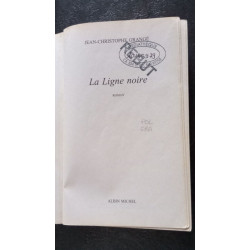 JEAN-CHRISTOPHE GRANGÉ
REBUT
La Ligne noire
roman
ALBIN MICHEL